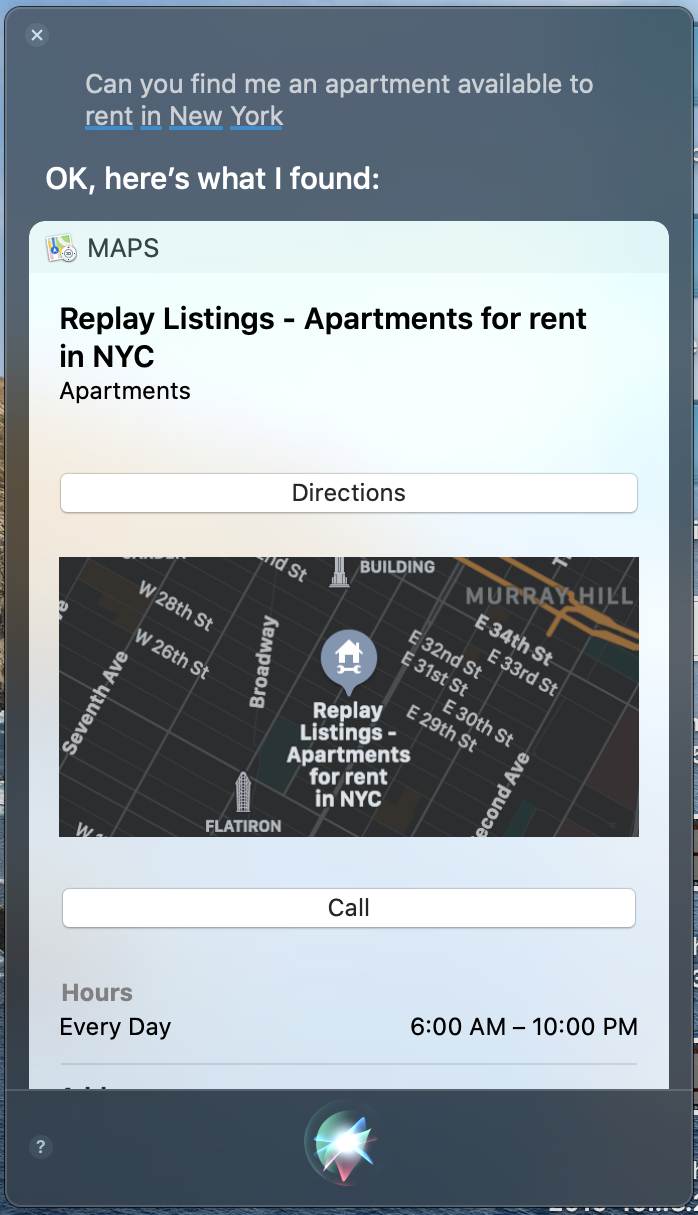 Can you find me an apartment available to
rent in New York
OK, here’s what I found:
MAPS
Replay Listings - Apartments for rent
in NYC
Apartments
Directions
BUILDING
MURRAY HILL
W 28th St
W 26th St
Seventh Ave
Broadway
E 34th St
E 33rd St
E 32nd St
E 31st St
E 30th St
E 29th St
Replay
Listings -
Apartments
for rent
in NYC
FLATIRON
Call
Hours
Every Day 6:00 AM – 10:00 PM
?